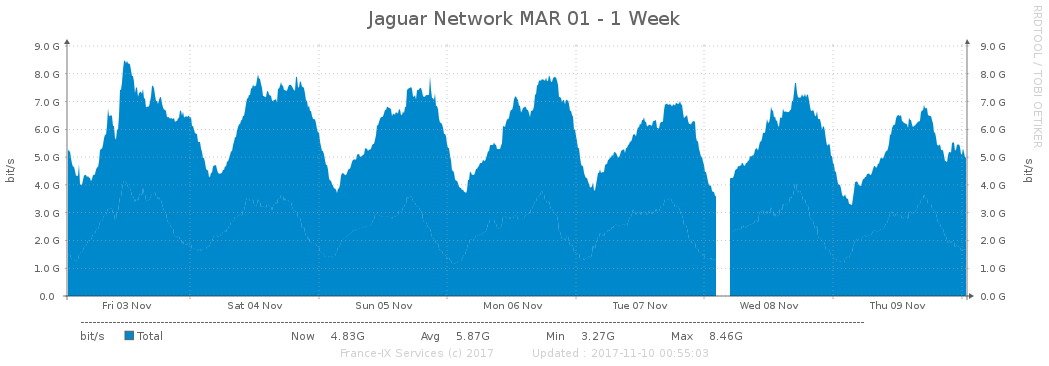 Jaguar Network MAR 01 - 1 Week
RRDTOOL / TOBI OETIKER
bit/s
bit/s
9.0 G 9.0 G
8.0 G 8.0 G
7.0 G 7.0 G
6.0 G 6.0 G
5.0 G 5.0 G
4.0 G 4.0 G
3.0 G 3.0 G
2.0 G 2.0 G
1.0 G 1.0 G
0.0 0.0 G
Fri 03 Nov Sat 04 Nov Sun 05 Nov Mon 06 Nov Tue 07 Nov Wed 08 Nov Thu 09 Nov
bit/s Total Now 4.83G Avg 5.87G Min 3.27G Max 8.46G
France-IX Services (c) 2017 Updated : 2017-11-10 00:55:03